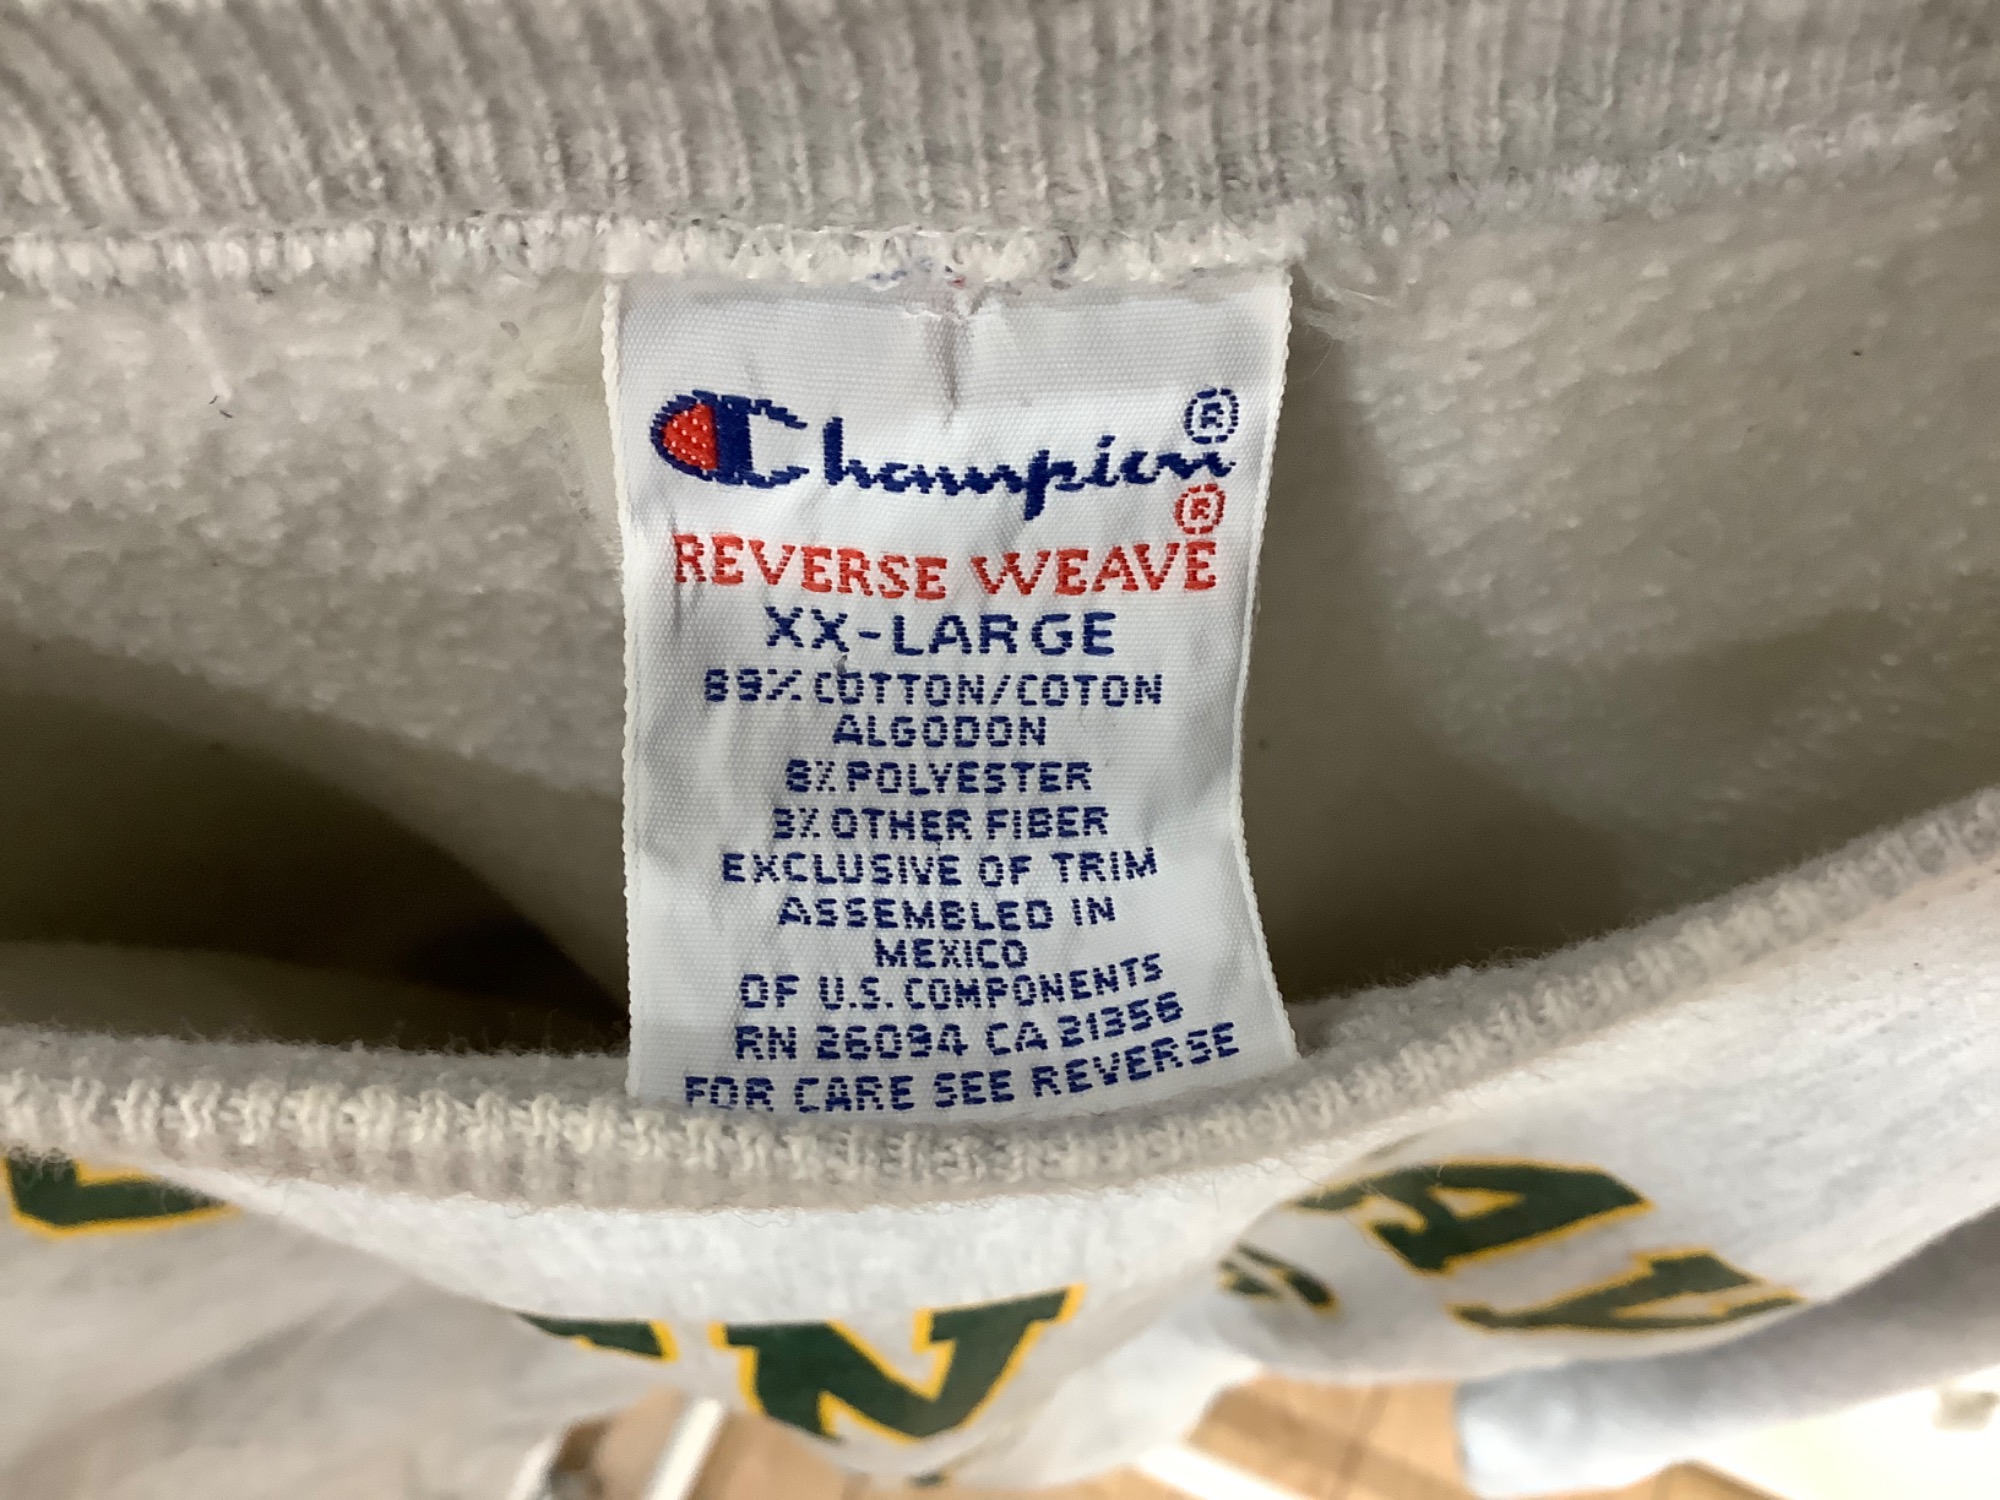 Champion®
REVERSE WEAVE®
XX-LARGE
89% COTTON/COTON
ALGODON
8% POLYESTER
3% OTHER FIBER
EXCLUSIVE OF TRIM
ASSEMBLED IN
MEXICO
OF U.S. COMPONENTS
RN 26094 CA 21356
FOR CARE SEE REVERSE